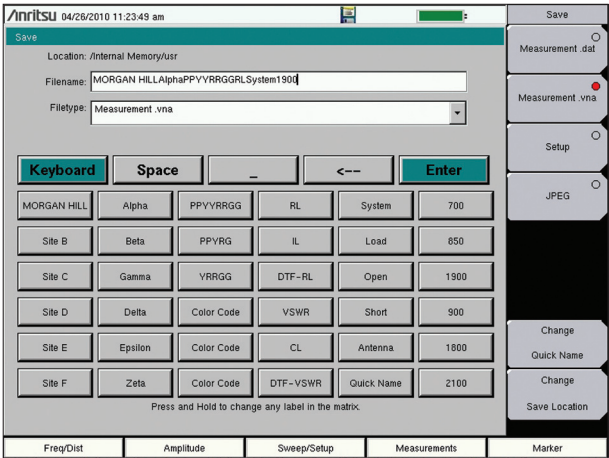 Anritsu 04/26/2010 11:23:49 am
Save
Save
Location: /Internal Memory/usr
Filename: MORGAN HILLAlphaPPYYRRGGRLSystem1900
Filetype: Measurement .vna
Keyboard Space _ <-- Enter
MORGAN HILL Alpha PPYYRRGG RL System 700
Site B Beta PPYRG IL Load 850
Site C Gamma YRRGG DTF-RL Open 1900
Site D Delta Color Code VSWR Short 900
Site E Epsilon Color Code CL Antenna 1800
Site F Zeta Color Code DTF-VSWR Quick Name 2100
Press and Hold to change any label in the matrix.
Measurement .dat
Measurement .vna
Setup
JPEG
Change
Quick Name
Change
Save Location
Freq/Dist Amplitude Sweep/Setup Measurements Marker